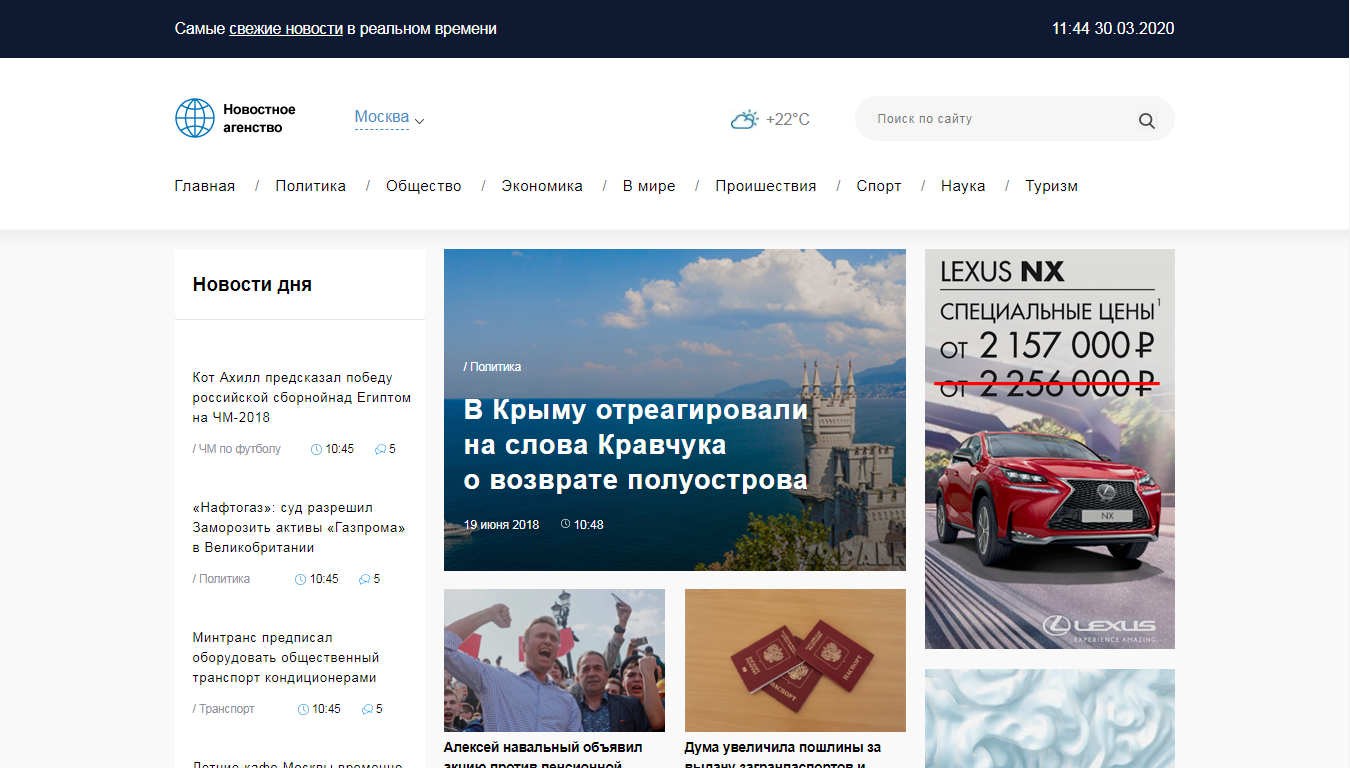 Самые свежие новости в реальном времени
11:44 30.03.2020
Новостное
агенство
Москва
+22°C
Поиск по сайту
Главная / Политика / Общество / Экономика / В мире / Проишествия / Спорт / Наука / Туризм
Новости дня
Кот Ахилл предсказал победу
российской сборнойнад Египтом
на ЧМ-2018
/ ЧМ по футболу 10:45 5
«Нафтогаз»: суд разрешил
Заморозить активы «Газпрома»
в Великобритании
/ Политика 10:45 5
Минтранс предписал
оборудовать общественный
транспорт кондиционерами
/ Транспорт 10:45 5
Летние кафе Москвы временно
/ Политика
В Крыму отреагировали
на слова Кравчука
о возврате полуострова
19 июня 2018 10:48
Алексей навальный объявил
акцию против пенсионной
ПАСПОРТ
ПАСПОРТ
Дума увеличила пошлины за
выдачу загранпаспортов и
LEXUS NX
СПЕЦИАЛЬНЫЕ ЦЕНЫ¹
ОТ 2 157 000 ₽
ОТ 2 256 000 ₽
NX
LEXUS
EXPERIENCE AMAZING